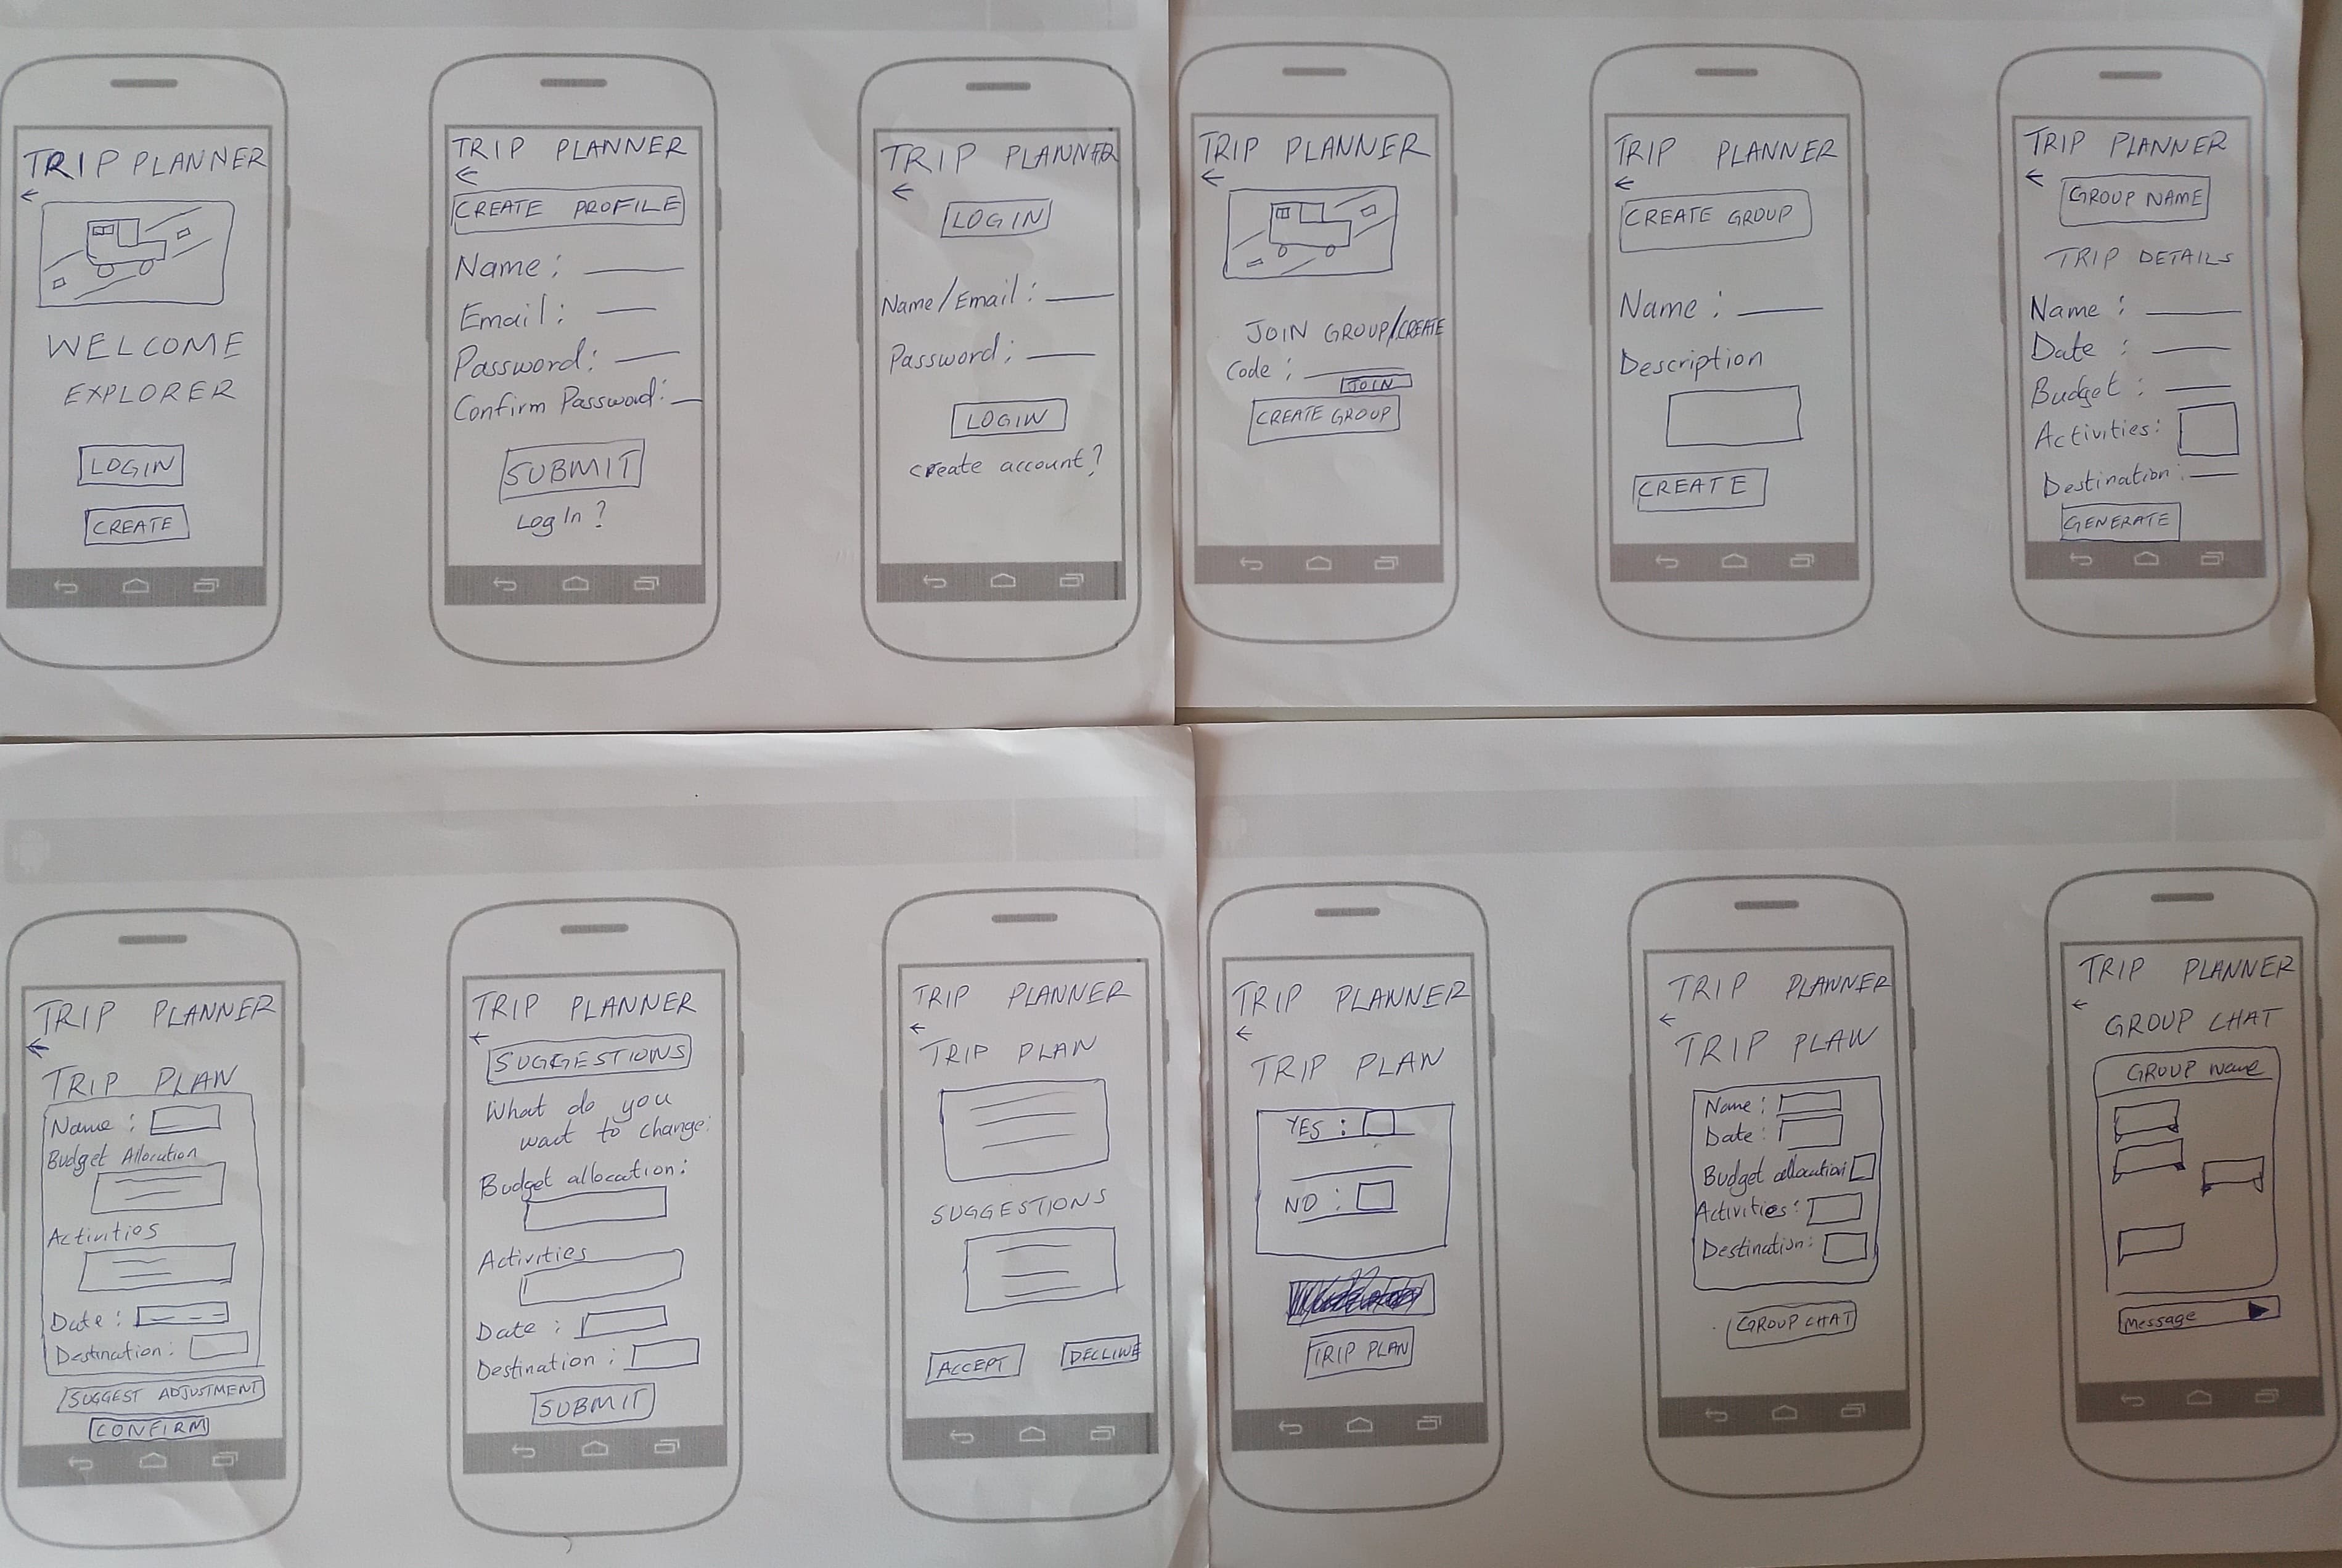 TRIP PLANNER
←
WELCOME
EXPLORER
LOGIN
CREATE
TRIP PLANNER
←
CREATE PROFILE
Name :
Email :
Password :
Confirm Password :
SUBMIT
Log In ?
TRIP PLANNER
←
LOG IN
Name/Email :
Password :
LOGIN
create account?
TRIP PLANNER
←
JOIN GROUP/CREATE
Code :
JOIN
CREATE GROUP
TRIP PLANNER
←
CREATE GROUP
Name :
Description
CREATE
TRIP PLANNER
←
GROUP NAME
TRIP DETAILS
Name :
Date :
Budget :
Activities :
Destination :
GENERATE
TRIP PLANNER
←
TRIP PLAN
Name :
Budget Allocation
Activities
Date :
Destination :
SUGGEST ADJUSTMENT
CONFIRM
TRIP PLANNER
←
SUGGESTIONS
What do you
want to change:
Budget allocation :
Activities
Date :
Destination :
SUBMIT
TRIP PLANNER
←
TRIP PLAN
SUGGESTIONS
ACCEPT DECLINE
TRIP PLANNER
←
TRIP PLAN
YES :
NO :
TRIP PLAN
TRIP PLANNER
←
TRIP PLAN
Name :
Date :
Budget allocation:
Activities :
Destination :
GROUP CHAT
TRIP PLANNER
←
GROUP CHAT
GROUP Name
Message